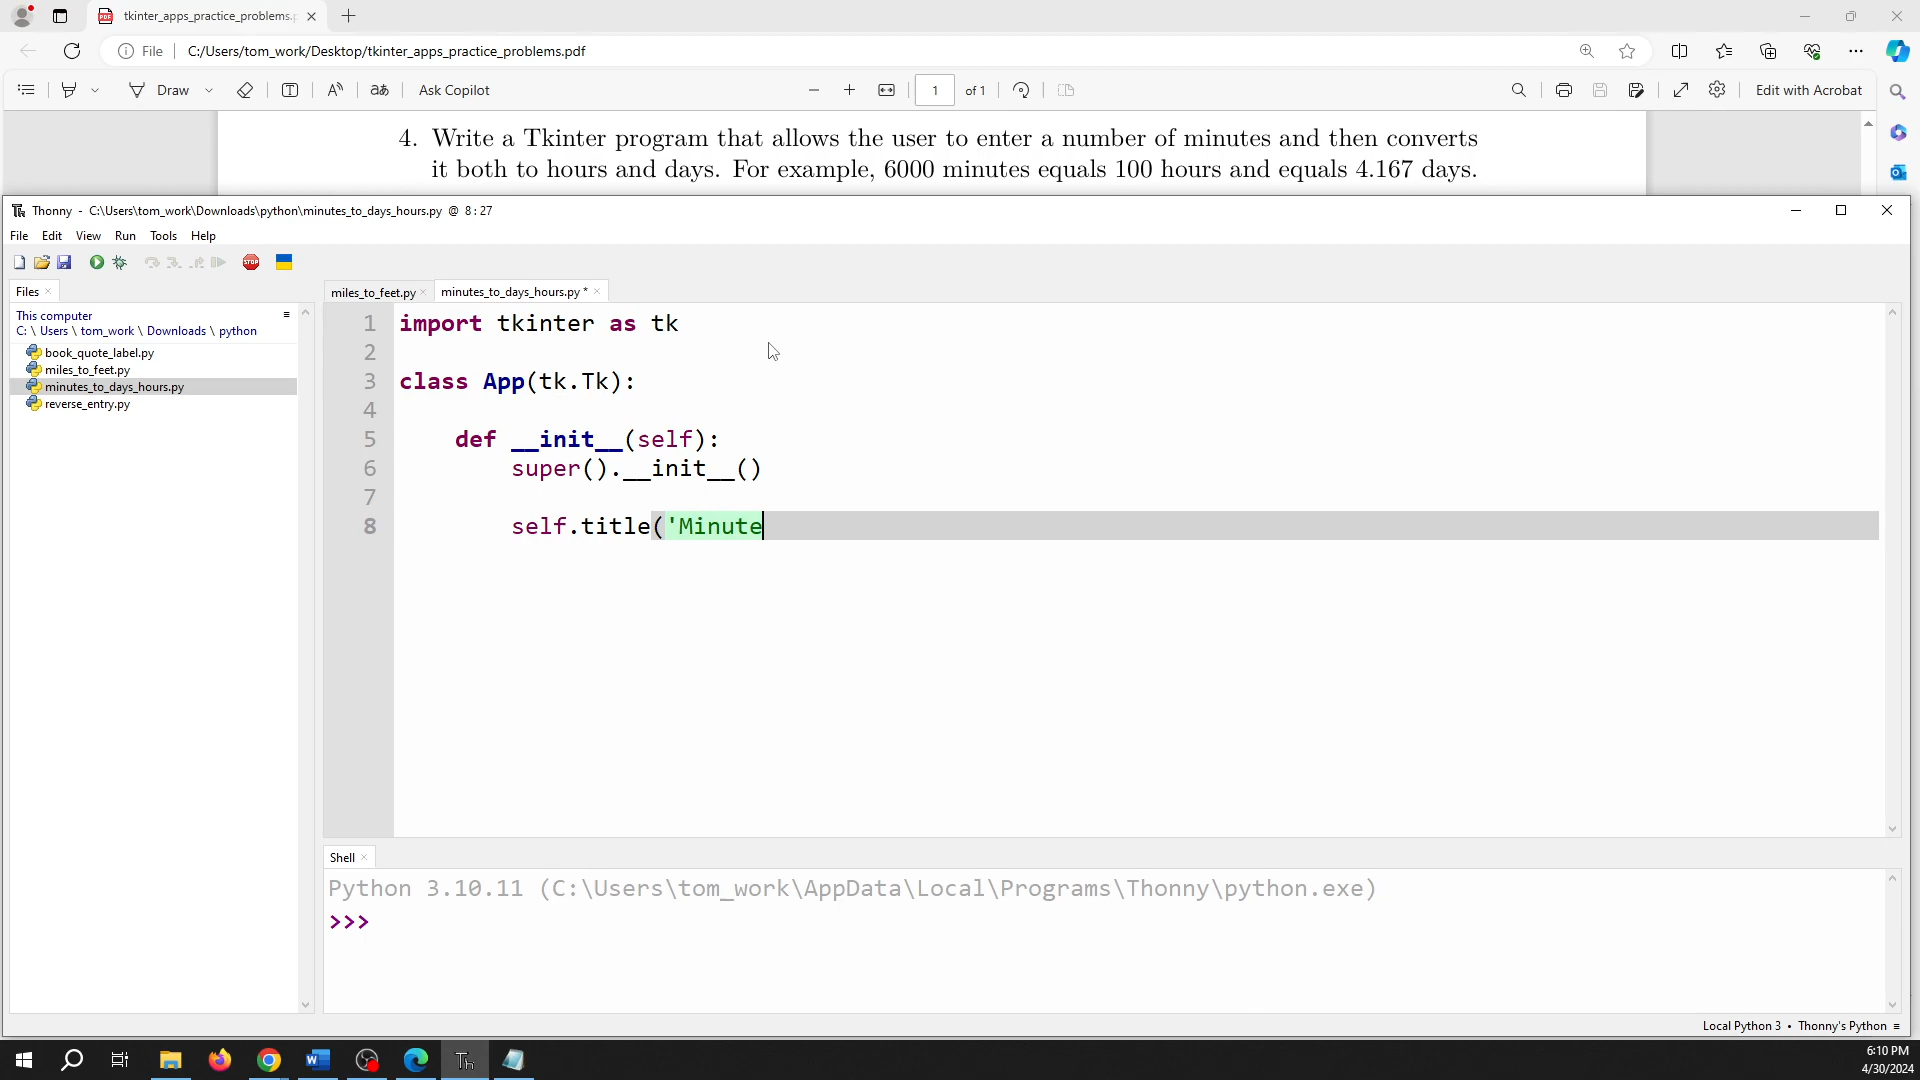 tkinter_apps_practice_problems.p
File
C:/Users/tom_work/Desktop/tkinter_apps_practice_problems.pdf
Draw
Ask Copilot
1
of 1
Edit with Acrobat
4. Write a Tkinter program that allows the user to enter a number of minutes and then converts
it both to hours and days. For example, 6000 minutes equals 100 hours and equals 4.167 days.
Thonny - C:\Users\tom_work\Downloads\python\minutes_to_days_hours.py @ 8:27
File Edit View Run Tools Help
STOP
Files
miles_to_feet.py
minutes_to_days_hours.py *
This computer
C: \ Users \ tom_work \ Downloads \ python
book_quote_label.py
miles_to_feet.py
minutes_to_days_hours.py
reverse_entry.py
1 import tkinter as tk
2
3 class App(tk.Tk):
4
5 def __init__(self):
6 super().__init__()
7
8 self.title('Minute
Shell
Python 3.10.11 (C:\Users\tom_work\AppData\Local\Programs\Thonny\python.exe)
>>>
Local Python 3 • Thonny's Python ≡
6:10 PM
4/30/2024